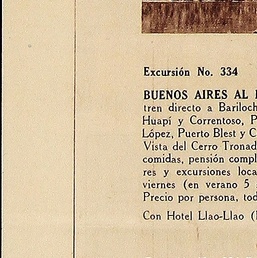 Excursión No. 334
BUENOS AIRES AL
tren directo a Bariloch
Huapí y Correntoso, P
López, Puerto Blest y C
Vista del Cerro Tronad
comidas, pensión compl
res y excursiones loca
viernes (en verano 5
Precio por persona, tod
Con Hotel Llao-Llao (